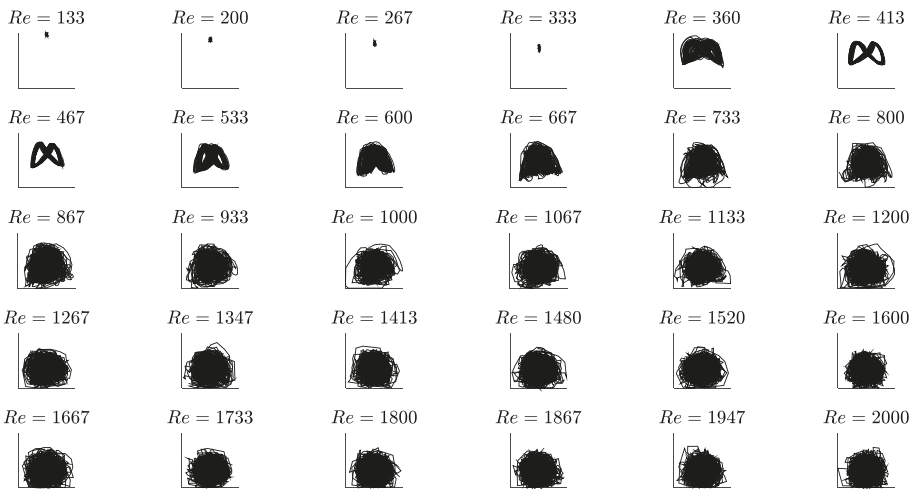 Re = 133 Re = 200 Re = 267 Re = 333 Re = 360 Re = 413
Re = 467 Re = 533 Re = 600 Re = 667 Re = 733 Re = 800
Re = 867 Re = 933 Re = 1000 Re = 1067 Re = 1133 Re = 1200
Re = 1267 Re = 1347 Re = 1413 Re = 1480 Re = 1520 Re = 1600
Re = 1667 Re = 1733 Re = 1800 Re = 1867 Re = 1947 Re = 2000